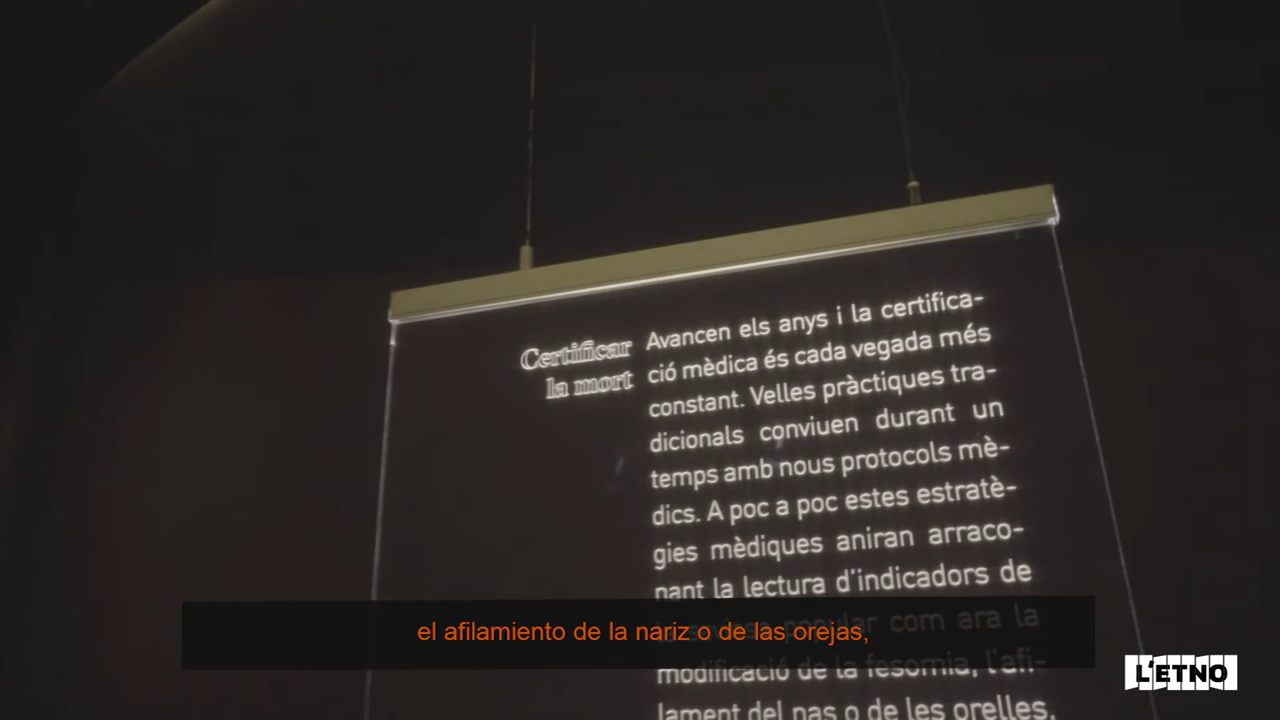 Certificar
la mort
Avancen els anys i la certifica-
ció mèdica és cada vegada més
constant. Velles pràctiques tra-
dicionals conviuen durant un
temps amb nous protocols mè-
dics. A poc a poc estes estratè-
gies mèdiques aniran arraco-
nant la lectura d'indicadors de
la saviesa popular com ara la
modificació de la fesomia, l'afi-
lament del nas o de les orelles,
el afilamiento de la nariz o de las orejas,
L'ETNO